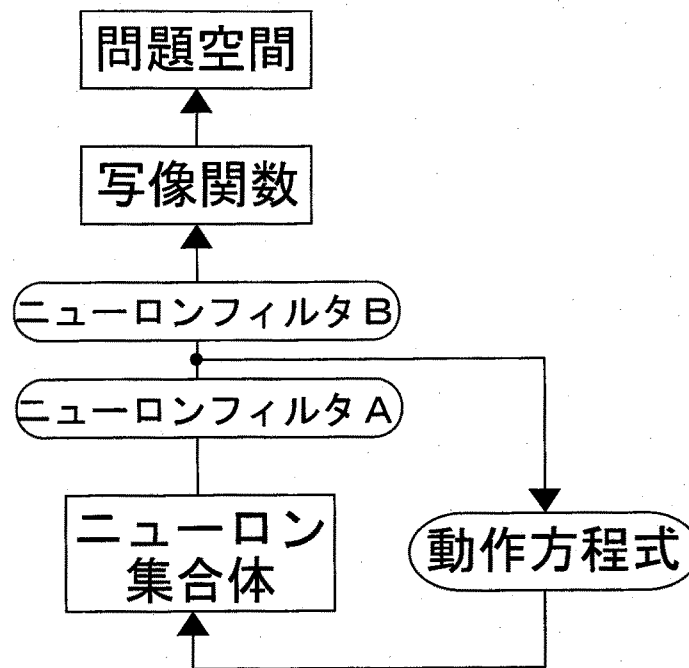 問題空間
写像関数
ニューロンフィルタB
ニューロンフィルタA
ニューロン
集合体
動作方程式